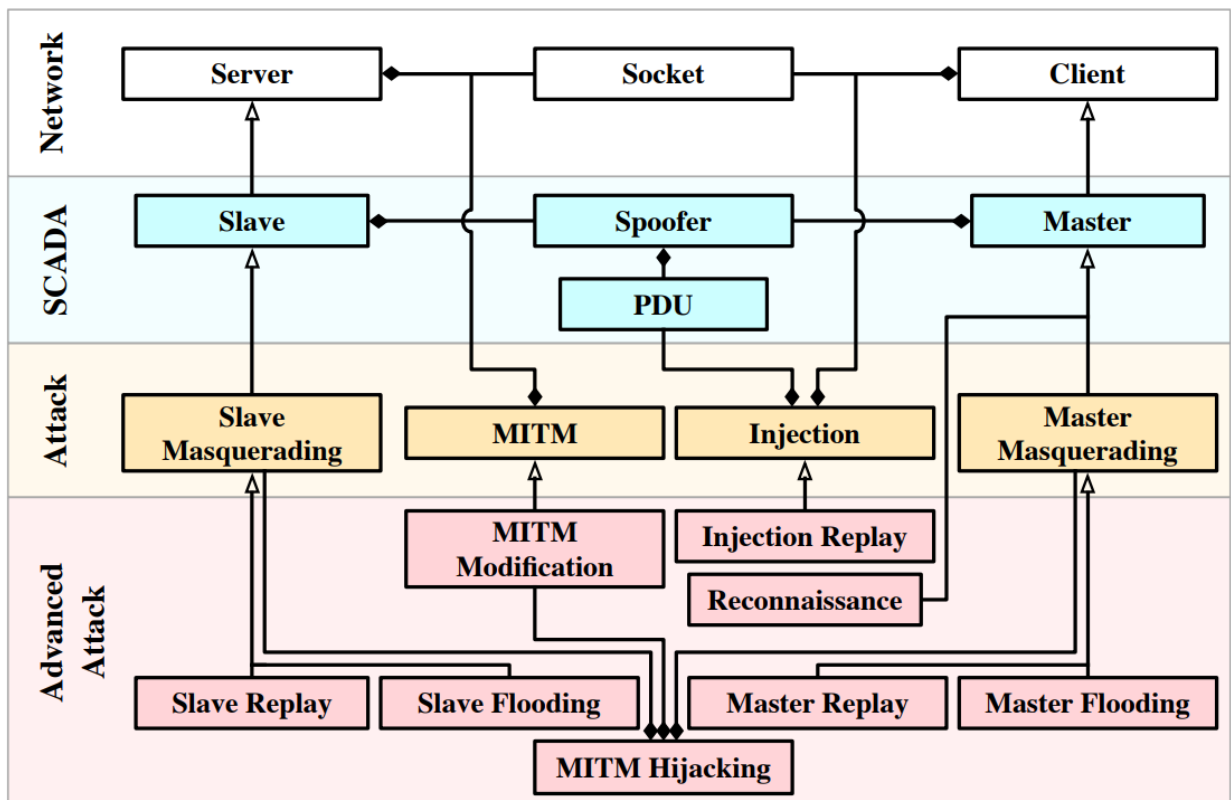 Network
Server
Socket
Client
SCADA
Slave
Spoofer
Master
PDU
Attack
Slave
Masquerading
MITM
Injection
Master
Masquerading
Advanced
Attack
MITM
Modification
Injection Replay
Reconnaissance
Slave Replay
Slave Flooding
Master Replay
Master Flooding
MITM Hijacking